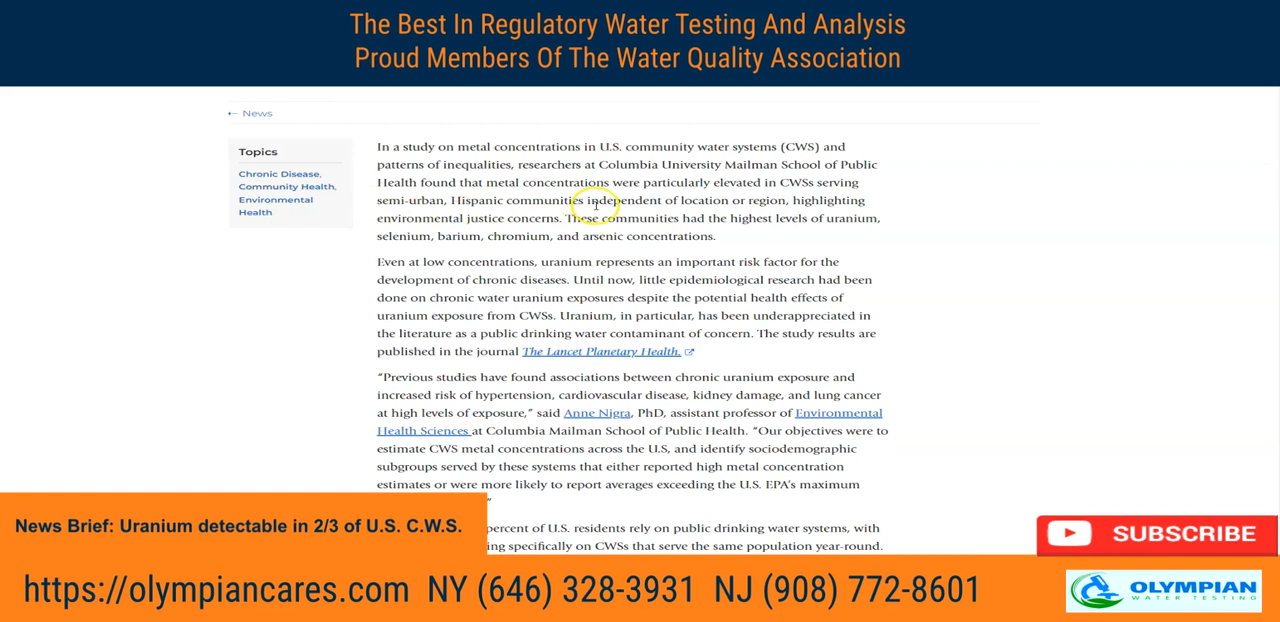 The Best In Regulatory Water Testing And Analysis
Proud Members Of The Water Quality Association
← News
Topics
Chronic Disease,
Community Health,
Environmental
Health
In a study on metal concentrations in U.S. community water systems (CWS) and
patterns of inequalities, researchers at Columbia University Mailman School of Public
Health found that metal concentrations were particularly elevated in CWSs serving
semi-urban, Hispanic communities independent of location or region, highlighting
environmental justice concerns. These communities had the highest levels of uranium,
selenium, barium, chromium, and arsenic concentrations.
Even at low concentrations, uranium represents an important risk factor for the
development of chronic diseases. Until now, little epidemiological research had been
done on chronic water uranium exposures despite the potential health effects of
uranium exposure from CWSs. Uranium, in particular, has been underappreciated in
the literature as a public drinking water contaminant of concern. The study results are
published in the journal The Lancet Planetary Health.
“Previous studies have found associations between chronic uranium exposure and
increased risk of hypertension, cardiovascular disease, kidney damage, and lung cancer
at high levels of exposure,” said Anne Nigra, PhD, assistant professor of Environmental
Health Sciences at Columbia Mailman School of Public Health. “Our objectives were to
estimate CWS metal concentrations across the U.S, and identify sociodemographic
subgroups served by these systems that either reported high metal concentration
estimates or were more likely to report averages exceeding the U.S. EPA’s maximum
”
percent of U.S. residents rely on public drinking water systems, with
ing specifically on CWSs that serve the same population year-round.
News Brief: Uranium detectable in 2/3 of U.S. C.W.S.
SUBSCRIBE
https://olympiancares.com NY (646) 328-3931 NJ (908) 772-8601
OLYMPIAN
WATER TESTING